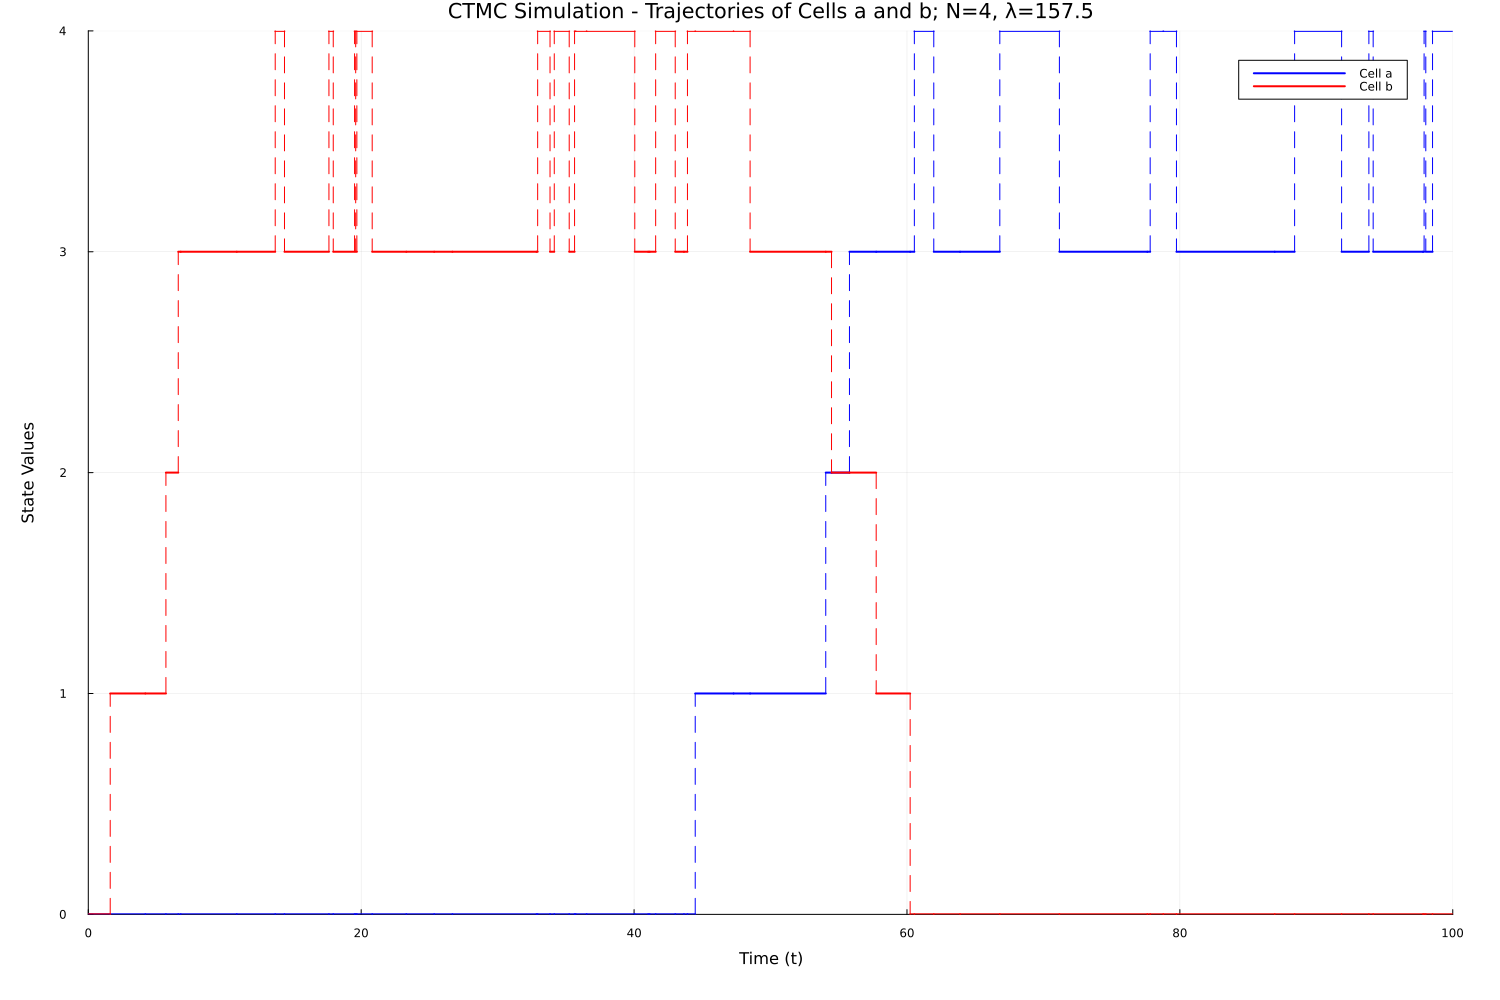 CTMC Simulation - Trajectories of Cells a and b; N=4, λ=157.5
4
Cell a
Cell b
3
State Values
2
1
0
0 20 40 60 80 100
Time (t)